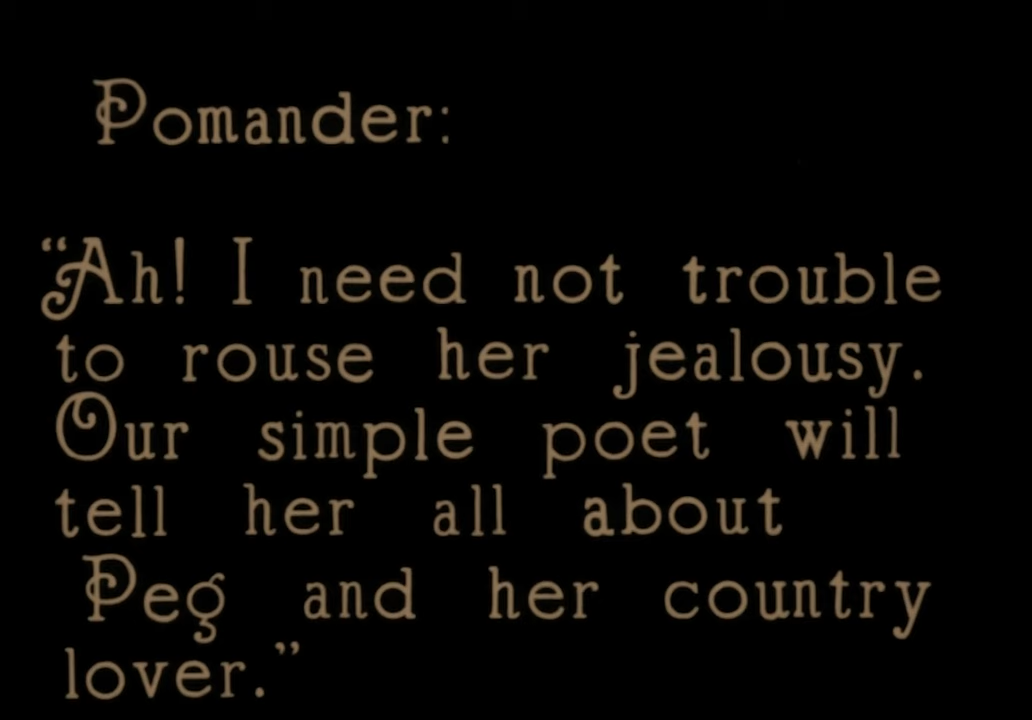 Pomander:
“Ah! I need not trouble
to rouse her jealousy.
Our simple poet will
tell her all about
Peg and her country
lover.”